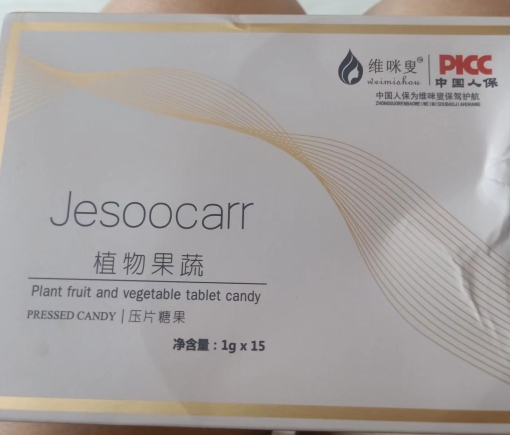 维咪叟®
weimishou
PICC
中国人保
中国人保为维咪叟保驾护航
Jesoocarr
植物果蔬
Plant fruit and vegetable tablet candy
PRESSED CANDY | 压片糖果
净含量：1g x 15